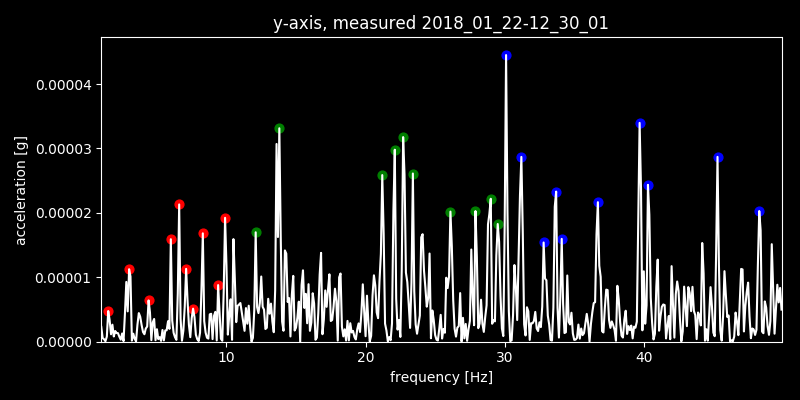 y-axis, measured 2018_01_22-12_30_01
acceleration [g]
0.00004
0.00003
0.00002
0.00001
0.00000
10 20 30 40
frequency [Hz]